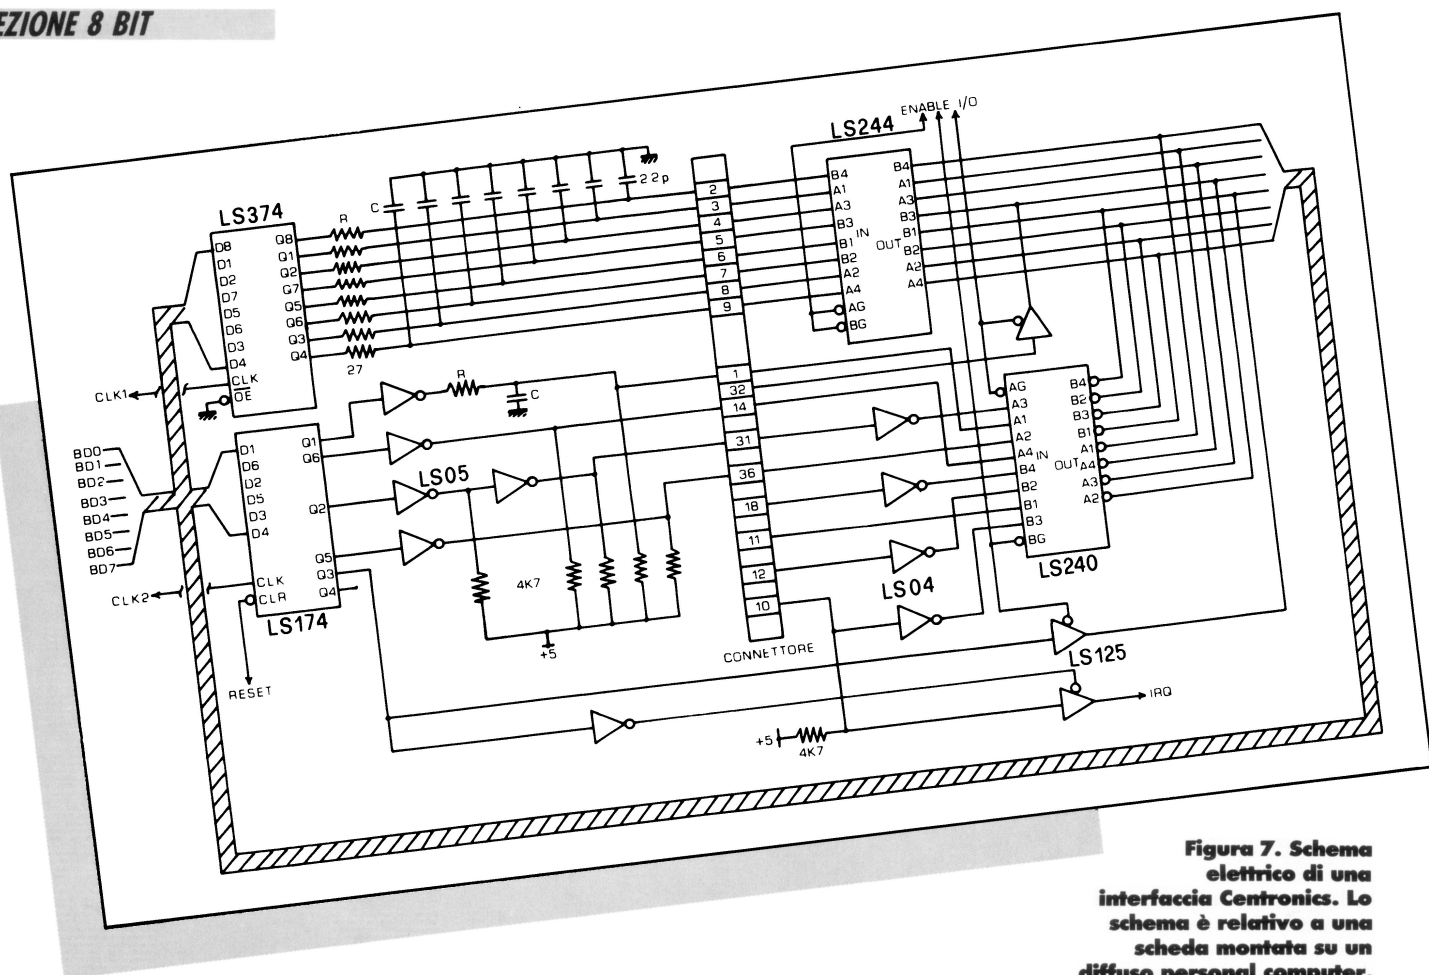 EZIONE 8 BIT
ENABLE I/O
LS244
B4
A1
A3
B3
IN
B1
B2
A2
A4
AG
BG
B4
A1
A3
B3
OUT
B1
B2
A2
A4
22p
C
LS374
R
D8
D1
D2
D7
D5
D6
D3
D4
CLK
OE
Q8
Q1
Q2
Q7
Q5
Q6
Q3
Q4
27
CLK1
2
3
4
5
6
7
8
9
1
32
14
31
36
18
11
12
10
CONNETTORE
R
C
BD0
BD1
BD2
BD3
BD4
BD5
BD6
BD7
CLK2
D1
D6
D2
D5
D3
D4
CLK
CLR
Q1
Q6
Q2
Q5
Q3
Q4
LS174
RESET
LS05
4K7
+5
AG
A3
A1
A2
A4
IN
B4
B2
B1
B3
BG
B4
B2
B3
B1
A1
OUT
A4
A3
A2
LS240
LS04
LS125
IRQ
+5
4K7
Figura 7. Schema
elettrico di una
interfaccia Centronics. Lo
schema è relativo a una
scheda montata su un
diffuso personal computer.